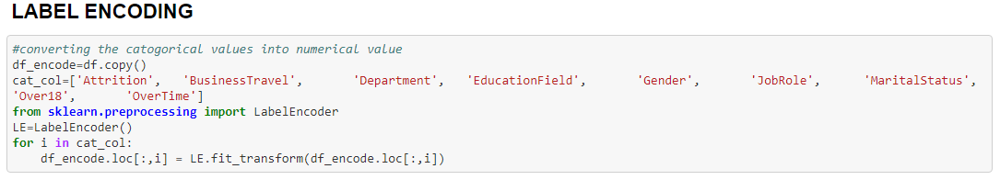 LABEL ENCODING
#converting the catogorical values into numerical value
df_encode=df.copy()
cat_col=['Attrition',   'BusinessTravel',       'Department',   'EducationField',       'Gender',       'JobRole',      'MaritalStatus',
'Over18',       'OverTime']
from sklearn.preprocessing import LabelEncoder
LE=LabelEncoder()
for i in cat_col:
    df_encode.loc[:,i] = LE.fit_transform(df_encode.loc[:,i])